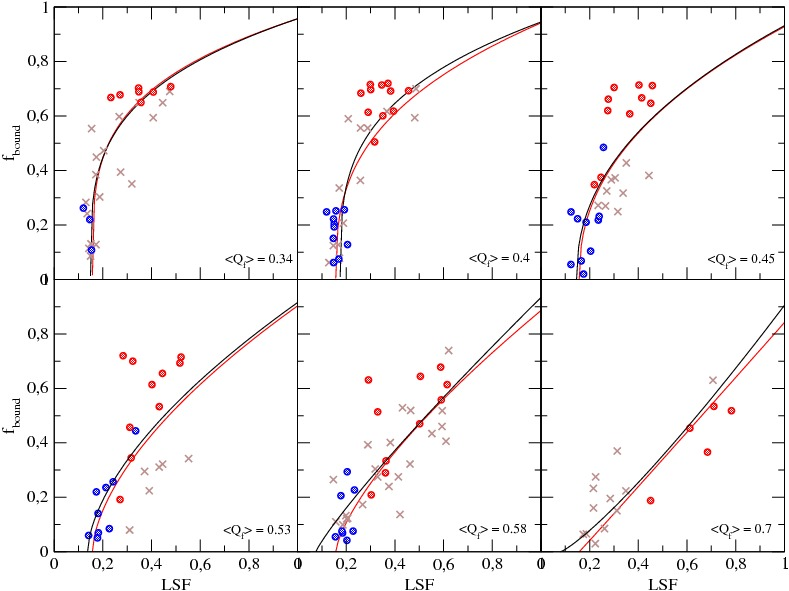 1
0,8
0,6
0,4
0,2
0
f_bound
<Q_f> = 0.34
<Q_f> = 0.4
<Q_f> = 0.45
0,8
0,6
0,4
0,2
0
f_bound
<Q_f> = 0.53
<Q_f> = 0.58
<Q_f> = 0.7
0 0,2 0,4 0,6 0,8 0 0,2 0,4 0,6 0,8 0 0,2 0,4 0,6 0,8 1
LSF LSF LSF